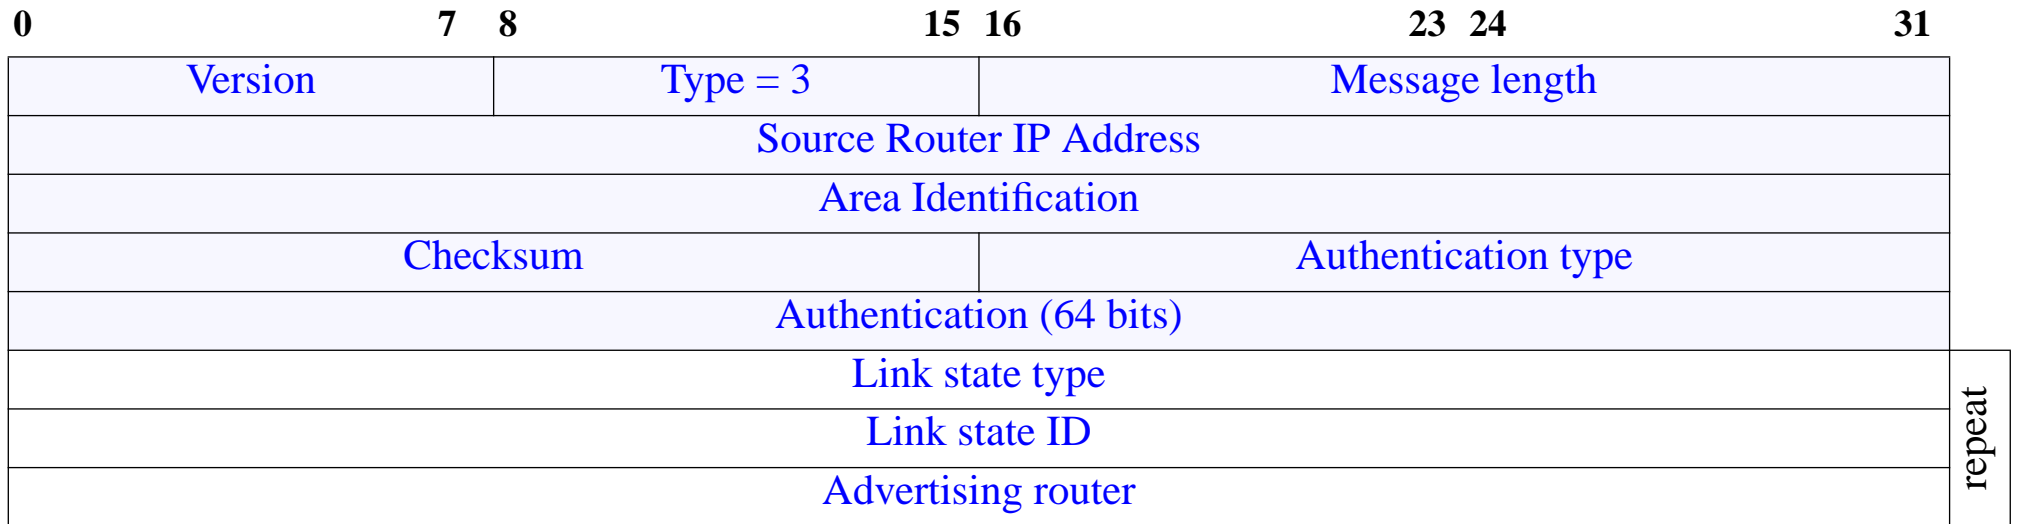 0 7 8 15 16 23 24 31
Version Type = 3 Message length
Source Router IP Address
Area Identification
Checksum Authentication type
Authentication (64 bits)
Link state type
Link state ID
Advertising router
repeat